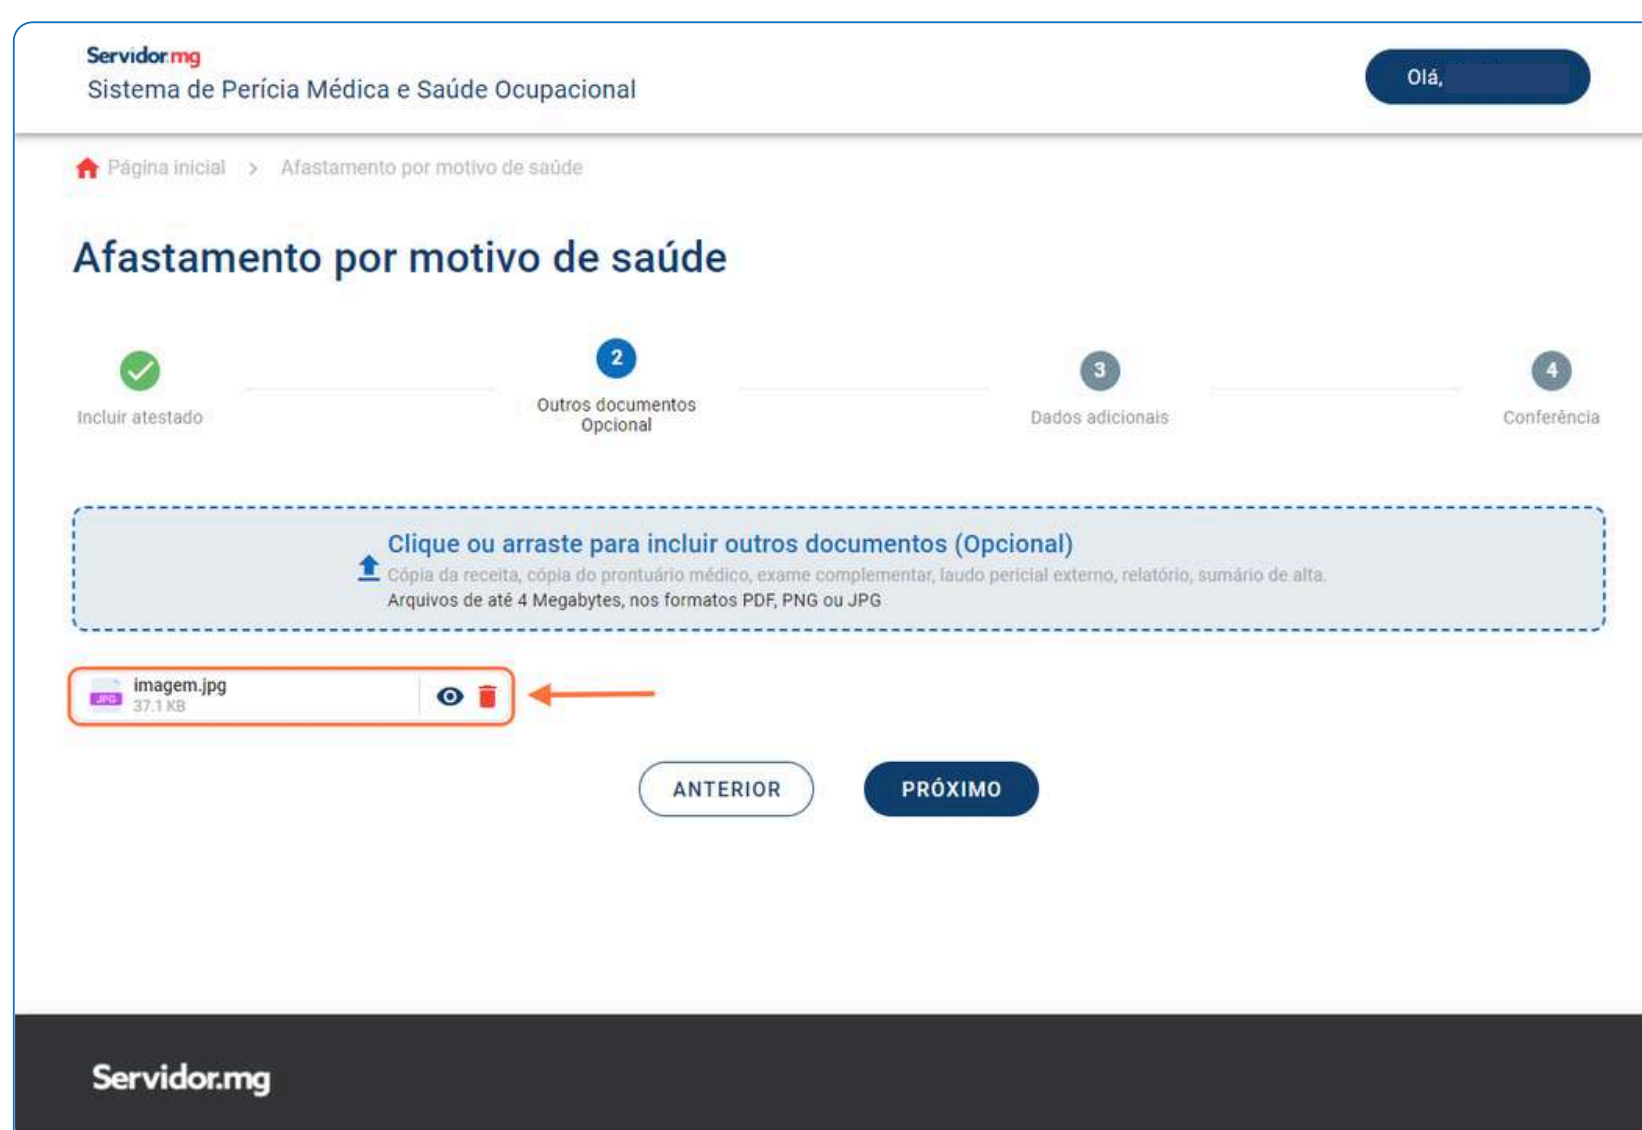 Servidor.mg
Sistema de Perícia Médica e Saúde Ocupacional
Olá,
Página inicial > Afastamento por motivo de saúde
Afastamento por motivo de saúde
2
3
4
Incluir atestado
Outros documentos
Opcional
Dados adicionais
Conferência
Clique ou arraste para incluir outros documentos (Opcional)
Cópia da receita, cópia do prontuário médico, exame complementar, laudo pericial externo, relatório, sumário de alta.
Arquivos de até 4 Megabytes, nos formatos PDF, PNG ou JPG
JPG
imagem.jpg
37.1 KB
ANTERIOR
PRÓXIMO
Servidor.mg